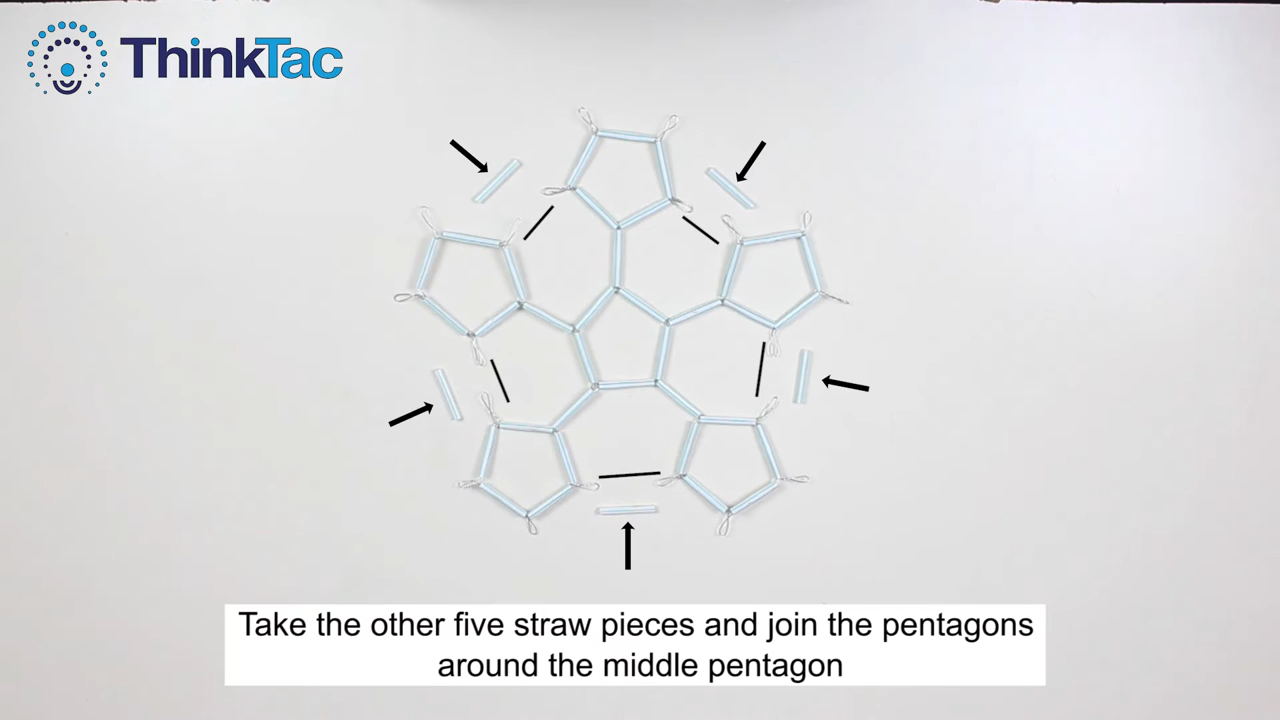 ThinkTac
Take the other five straw pieces and join the pentagons
around the middle pentagon